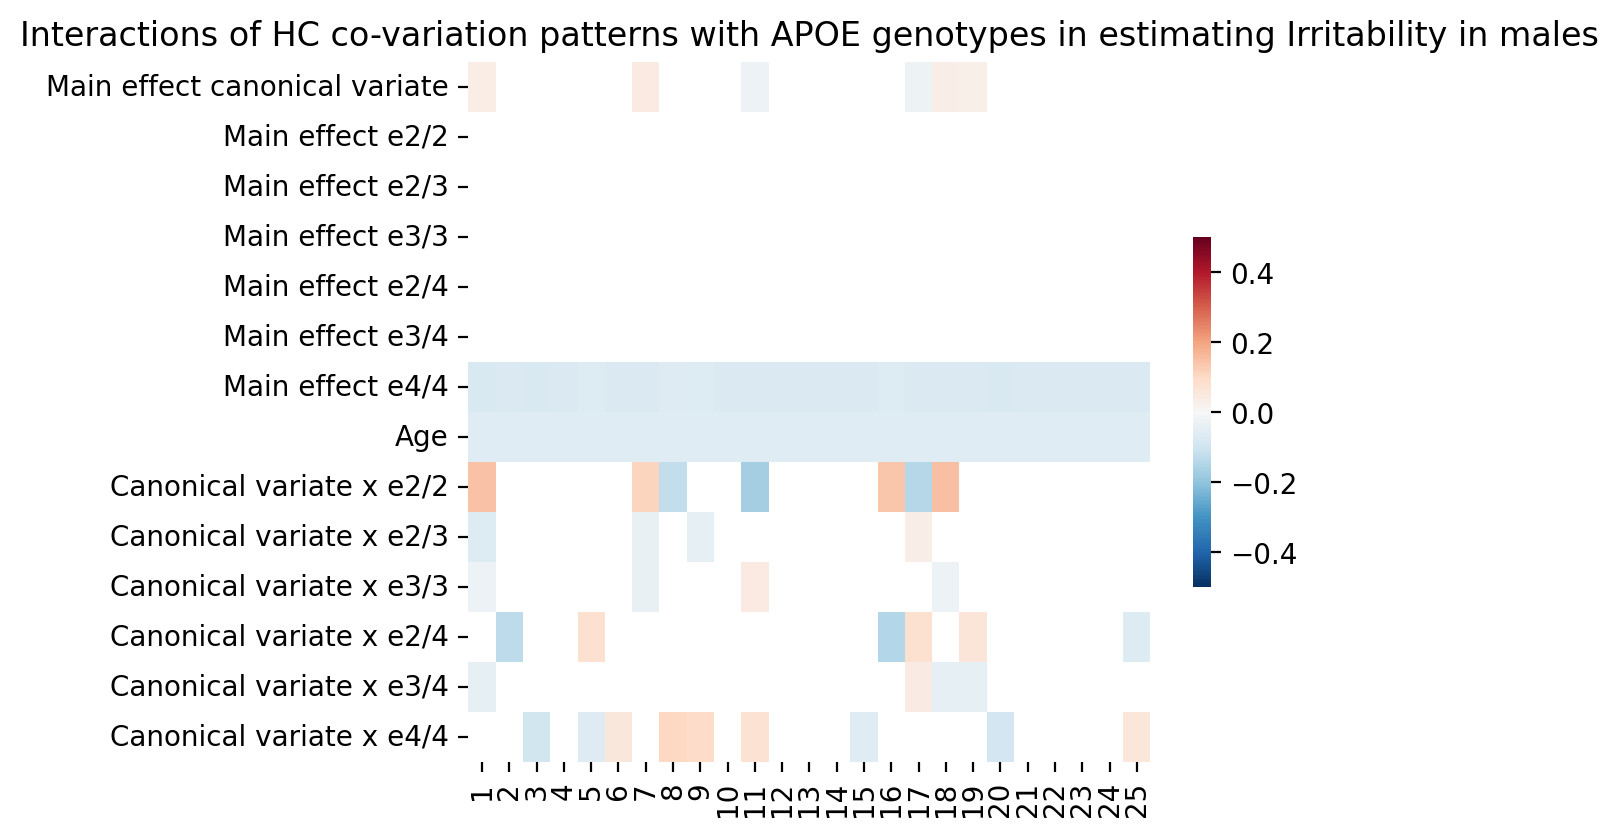 Interactions of HC co-variation patterns with APOE genotypes in estimating Irritability in males
Main effect canonical variate
Main effect e2/2
Main effect e2/3
Main effect e3/3
Main effect e2/4
Main effect e3/4
Main effect e4/4
Age
Canonical variate x e2/2
Canonical variate x e2/3
Canonical variate x e3/3
Canonical variate x e2/4
Canonical variate x e3/4
Canonical variate x e4/4
1
2
3
4
5
6
7
8
9
10
11
12
13
14
15
16
17
18
19
20
21
22
23
24
25
0.4
0.2
0.0
−0.2
−0.4